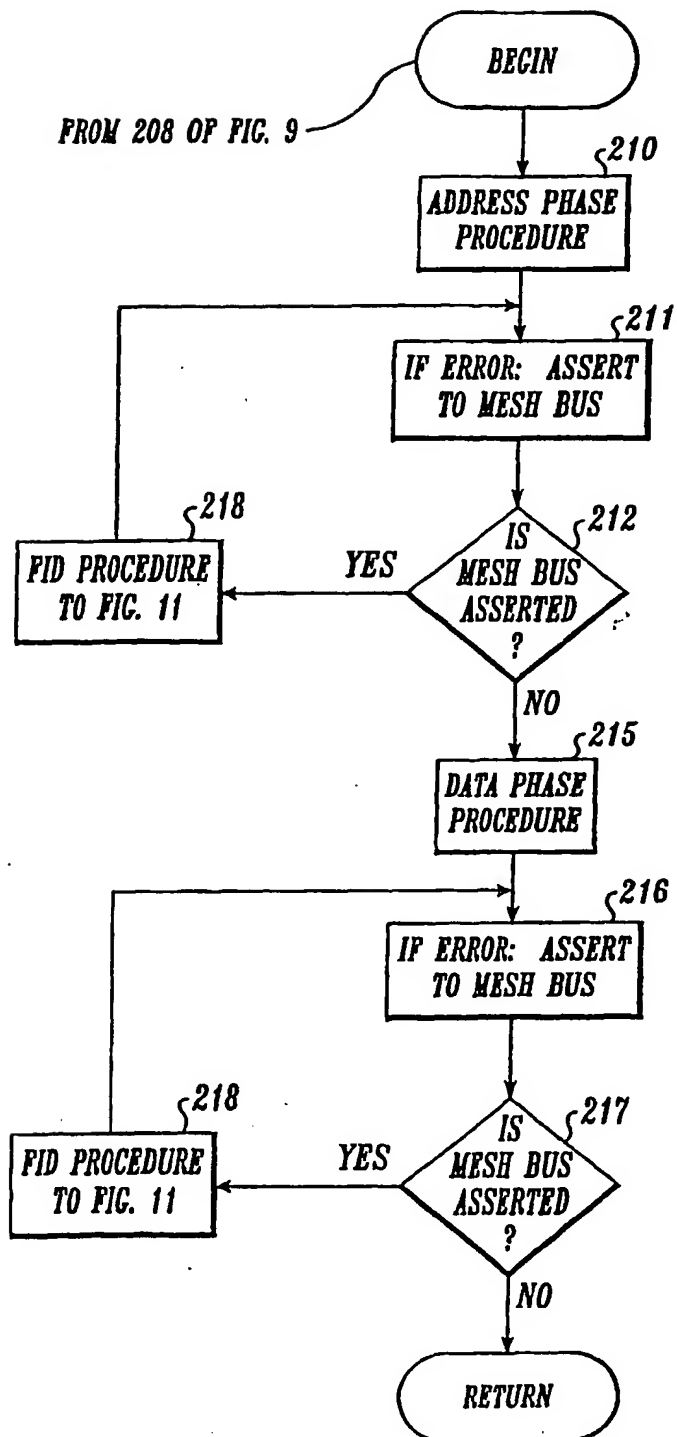 BEGIN
FROM 208 OF FIG. 9
210
ADDRESS PHASE
PROCEDURE
211
IF ERROR: ASSERT
TO MESH BUS
218
FID PROCEDURE
TO FIG. 11
YES
212
IS
MESH BUS
ASSERTED
?
NO
215
DATA PHASE
PROCEDURE
216
IF ERROR: ASSERT
TO MESH BUS
218
FID PROCEDURE
TO FIG. 11
YES
217
IS
MESH BUS
ASSERTED
?
NO
RETURN